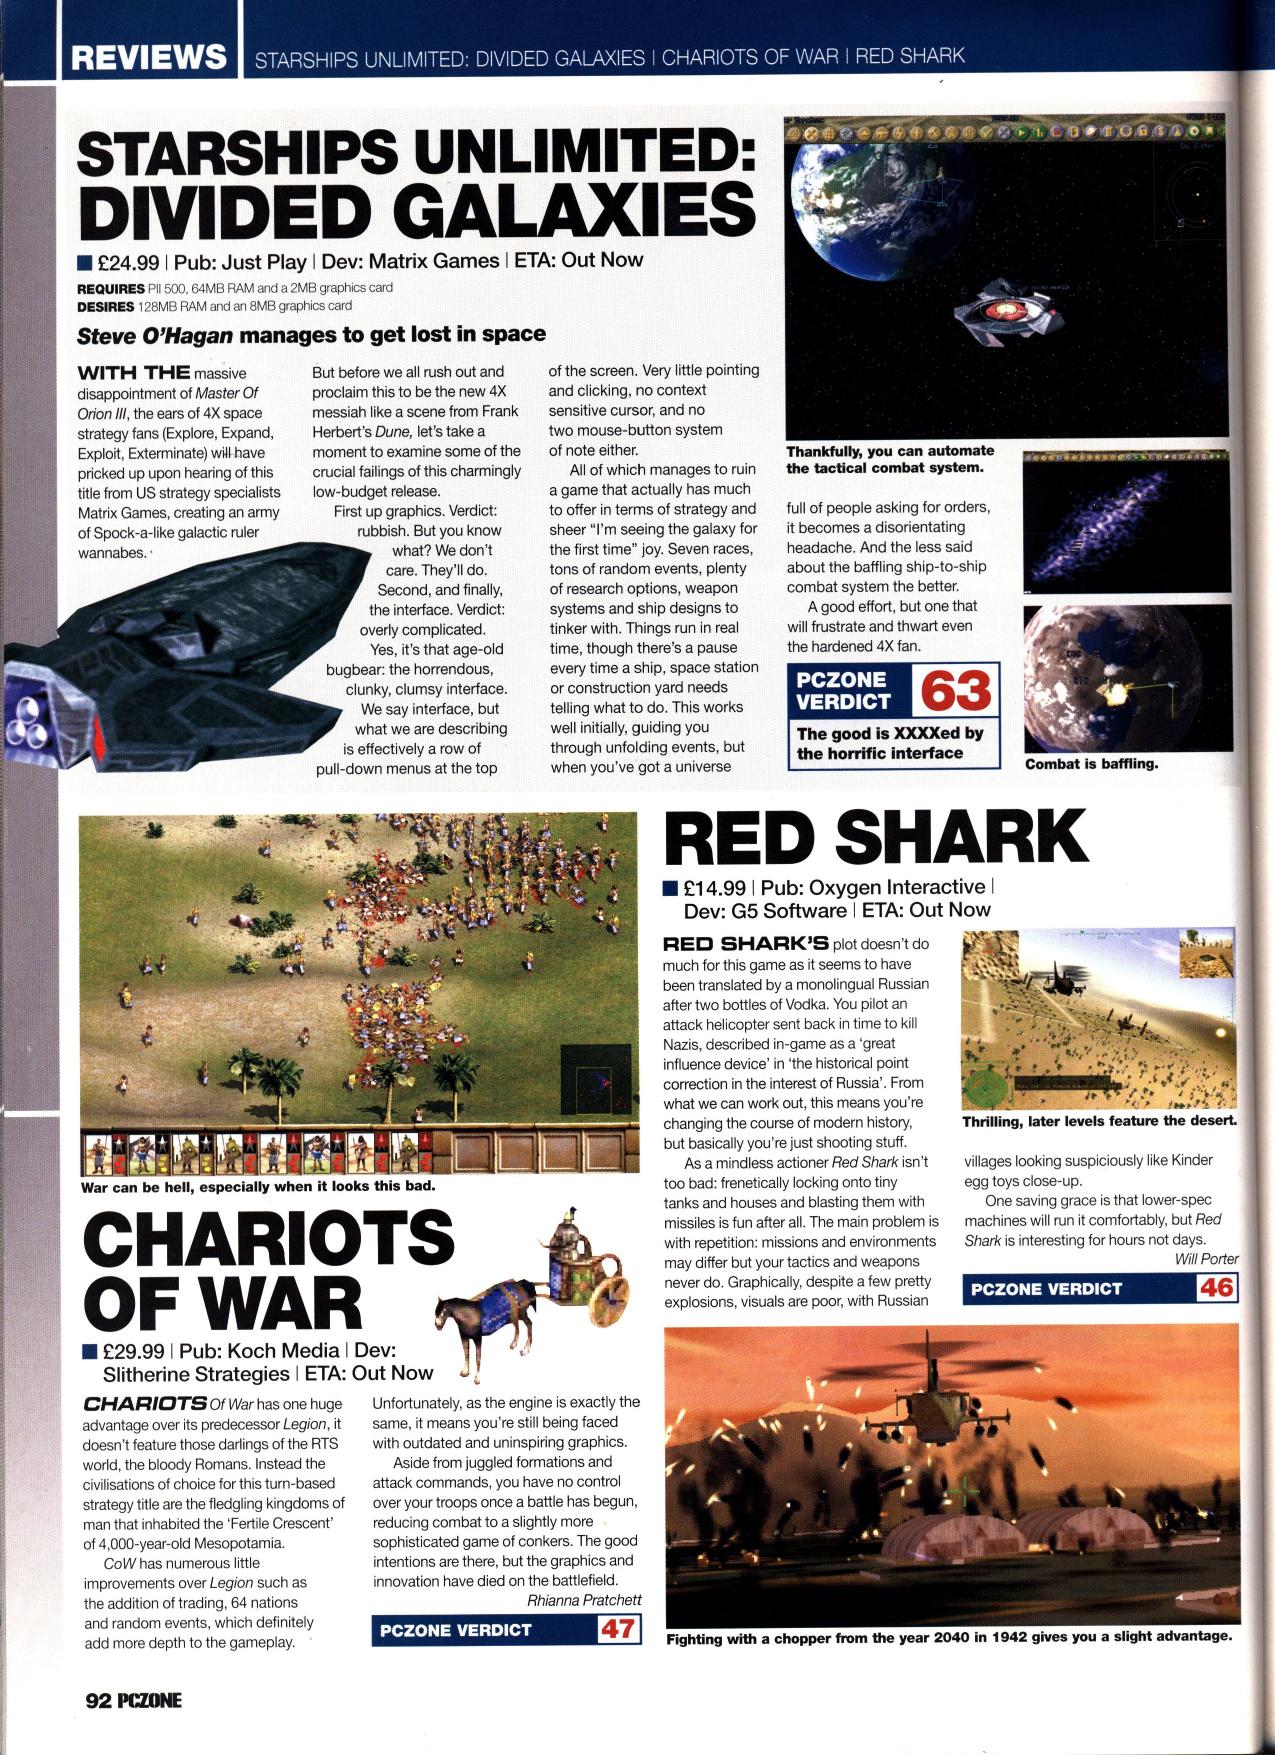 REVIEWS
STARSHIPS UNLIMITED: DIVIDED GALAXIES | CHARIOTS OF WAR | RED SHARK
STARSHIPS UNLIMITED:
DIVIDED GALAXIES
£24.99 | Pub: Just Play | Dev: Matrix Games | ETA: Out Now
REQUIRES PII 500, 64MB RAM and a 2MB graphics card
DESIRES 128MB RAM and an 8MB graphics card
Steve O'Hagan manages to get lost in space
WITH THE massive
disappointment of Master Of
Orion III, the ears of 4X space
strategy fans (Explore, Expand,
Exploit, Exterminate) will have
pricked up upon hearing of this
title from US strategy specialists
Matrix Games, creating an army
of Spock-a-like galactic ruler
wannabes.
But before we all rush out and
proclaim this to be the new 4X
messiah like a scene from Frank
Herbert's Dune, let's take a
moment to examine some of the
crucial failings of this charmingly
low-budget release.
First up graphics. Verdict:
rubbish. But you know
what? We don't
care. They'll do.
Second, and finally,
the interface. Verdict:
overly complicated.
Yes, it's that age-old
bugbear: the horrendous,
clunky, clumsy interface.
We say interface, but
what we are describing
is effectively a row of
pull-down menus at the top
of the screen. Very little pointing
and clicking, no context
sensitive cursor, and no
two mouse-button system
of note either.
All of which manages to ruin
a game that actually has much
to offer in terms of strategy and
sheer "I'm seeing the galaxy for
the first time" joy. Seven races,
tons of random events, plenty
of research options, weapon
systems and ship designs to
tinker with. Things run in real
time, though there's a pause
every time a ship, space station
or construction yard needs
telling what to do. This works
well initially, guiding you
through unfolding events, but
when you've got a universe
Thankfully, you can automate
the tactical combat system.
full of people asking for orders,
it becomes a disorientating
headache. And the less said
about the baffling ship-to-ship
combat system the better.
A good effort, but one that
will frustrate and thwart even
the hardened 4X fan.
PCZONE
VERDICT
63
The good is XXXXed by
the horrific interface
Combat is baffling.
War can be hell, especially when it looks this bad.
CHARIOTS
OF WAR
£29.99 | Pub: Koch Media | Dev:
Slitherine Strategies | ETA: Out Now
CHARIOTS Of War has one huge
advantage over its predecessor Legion, it
doesn't feature those darlings of the RTS
world, the bloody Romans. Instead the
civilisations of choice for this turn-based
strategy title are the fledgling kingdoms of
man that inhabited the 'Fertile Crescent'
of 4,000-year-old Mesopotamia.
CoW has numerous little
improvements over Legion such as
the addition of trading, 64 nations
and random events, which definitely
add more depth to the gameplay.
Unfortunately, as the engine is exactly the
same, it means you're still being faced
with outdated and uninspiring graphics.
Aside from juggled formations and
attack commands, you have no control
over your troops once a battle has begun,
reducing combat to a slightly more
sophisticated game of conkers. The good
intentions are there, but the graphics and
innovation have died on the battlefield.
Rhianna Pratchett
PCZONE VERDICT
47
RED SHARK
£14.99 | Pub: Oxygen Interactive |
Dev: G5 Software | ETA: Out Now
RED SHARK'S plot doesn't do
much for this game as it seems to have
been translated by a monolingual Russian
after two bottles of Vodka. You pilot an
attack helicopter sent back in time to kill
Nazis, described in-game as a 'great
influence device' in 'the historical point
correction in the interest of Russia'. From
what we can work out, this means you're
changing the course of modern history,
but basically you're just shooting stuff.
As a mindless actioner Red Shark isn't
too bad: frenetically locking onto tiny
tanks and houses and blasting them with
missiles is fun after all. The main problem is
with repetition: missions and environments
may differ but your tactics and weapons
never do. Graphically, despite a few pretty
explosions, visuals are poor, with Russian
Thrilling, later levels feature the desert.
villages looking suspiciously like Kinder
egg toys close-up.
One saving grace is that lower-spec
machines will run it comfortably, but Red
Shark is interesting for hours not days.
Will Porter
PCZONE VERDICT
46
Fighting with a chopper from the year 2040 in 1942 gives you a slight advantage.
92 PCZONE